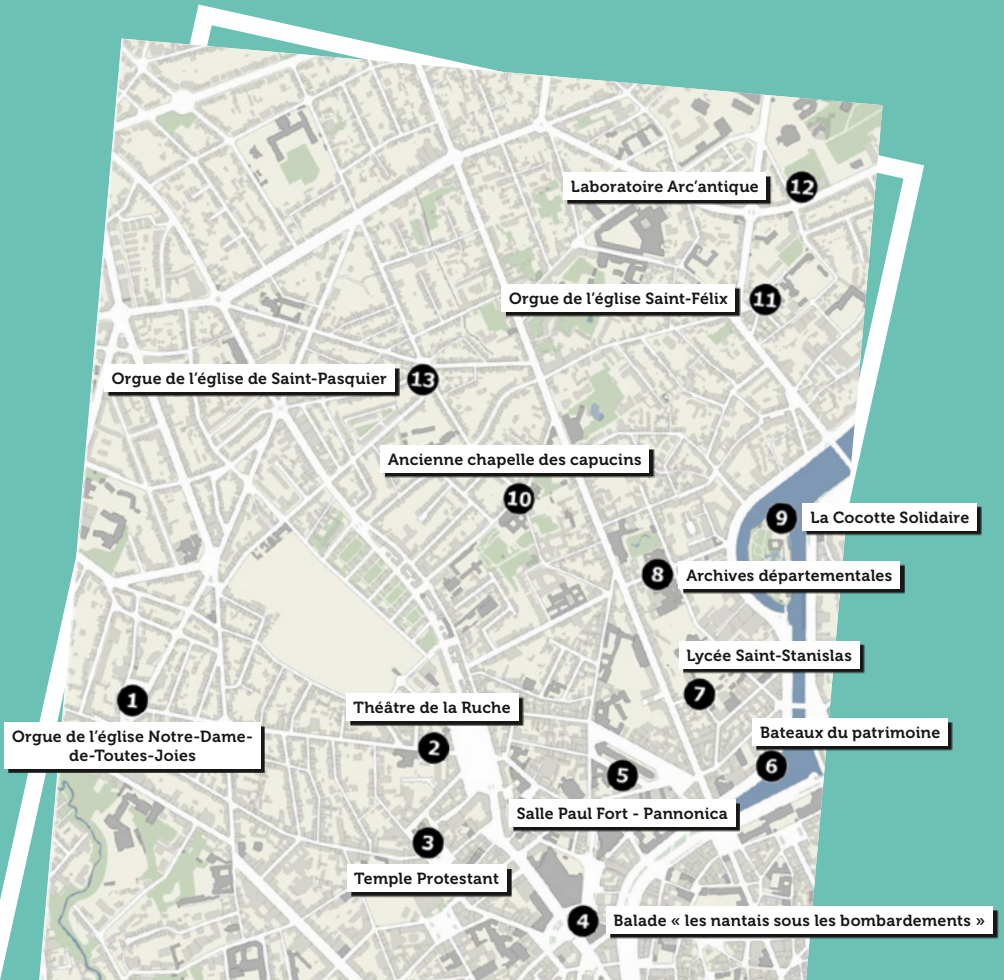 Laboratoire Arc'antique
12
Orgue de l'église Saint-Félix
11
Orgue de l'église de Saint-Pasquier
13
Ancienne chapelle des capucins
10
9
La Cocotte Solidaire
8
Archives départementales
Lycée Saint-Stanislas
7
1
Orgue de l'église Notre-Dame-
de-Toutes-Joies
Théâtre de la Ruche
2
Bateaux du patrimoine
6
5
Salle Paul Fort - Pannonica
3
Temple Protestant
4
Balade « les nantais sous les bombardements »